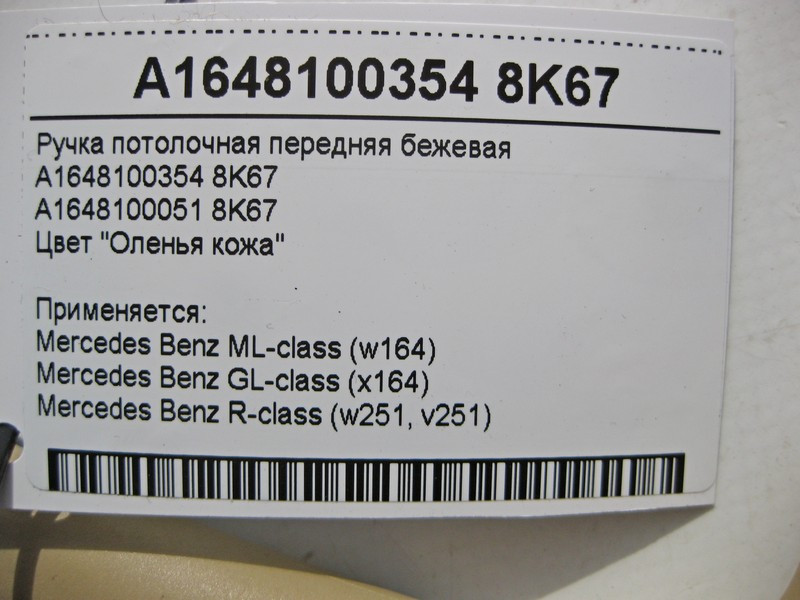 A1648100354 8K67
Ручка потолочная передняя бежевая
A1648100354 8K67
A1648100051 8K67
Цвет "Оленья кожа"
Применяется:
Mercedes Benz ML-class (w164)
Mercedes Benz GL-class (x164)
Mercedes Benz R-class (w251, v251)